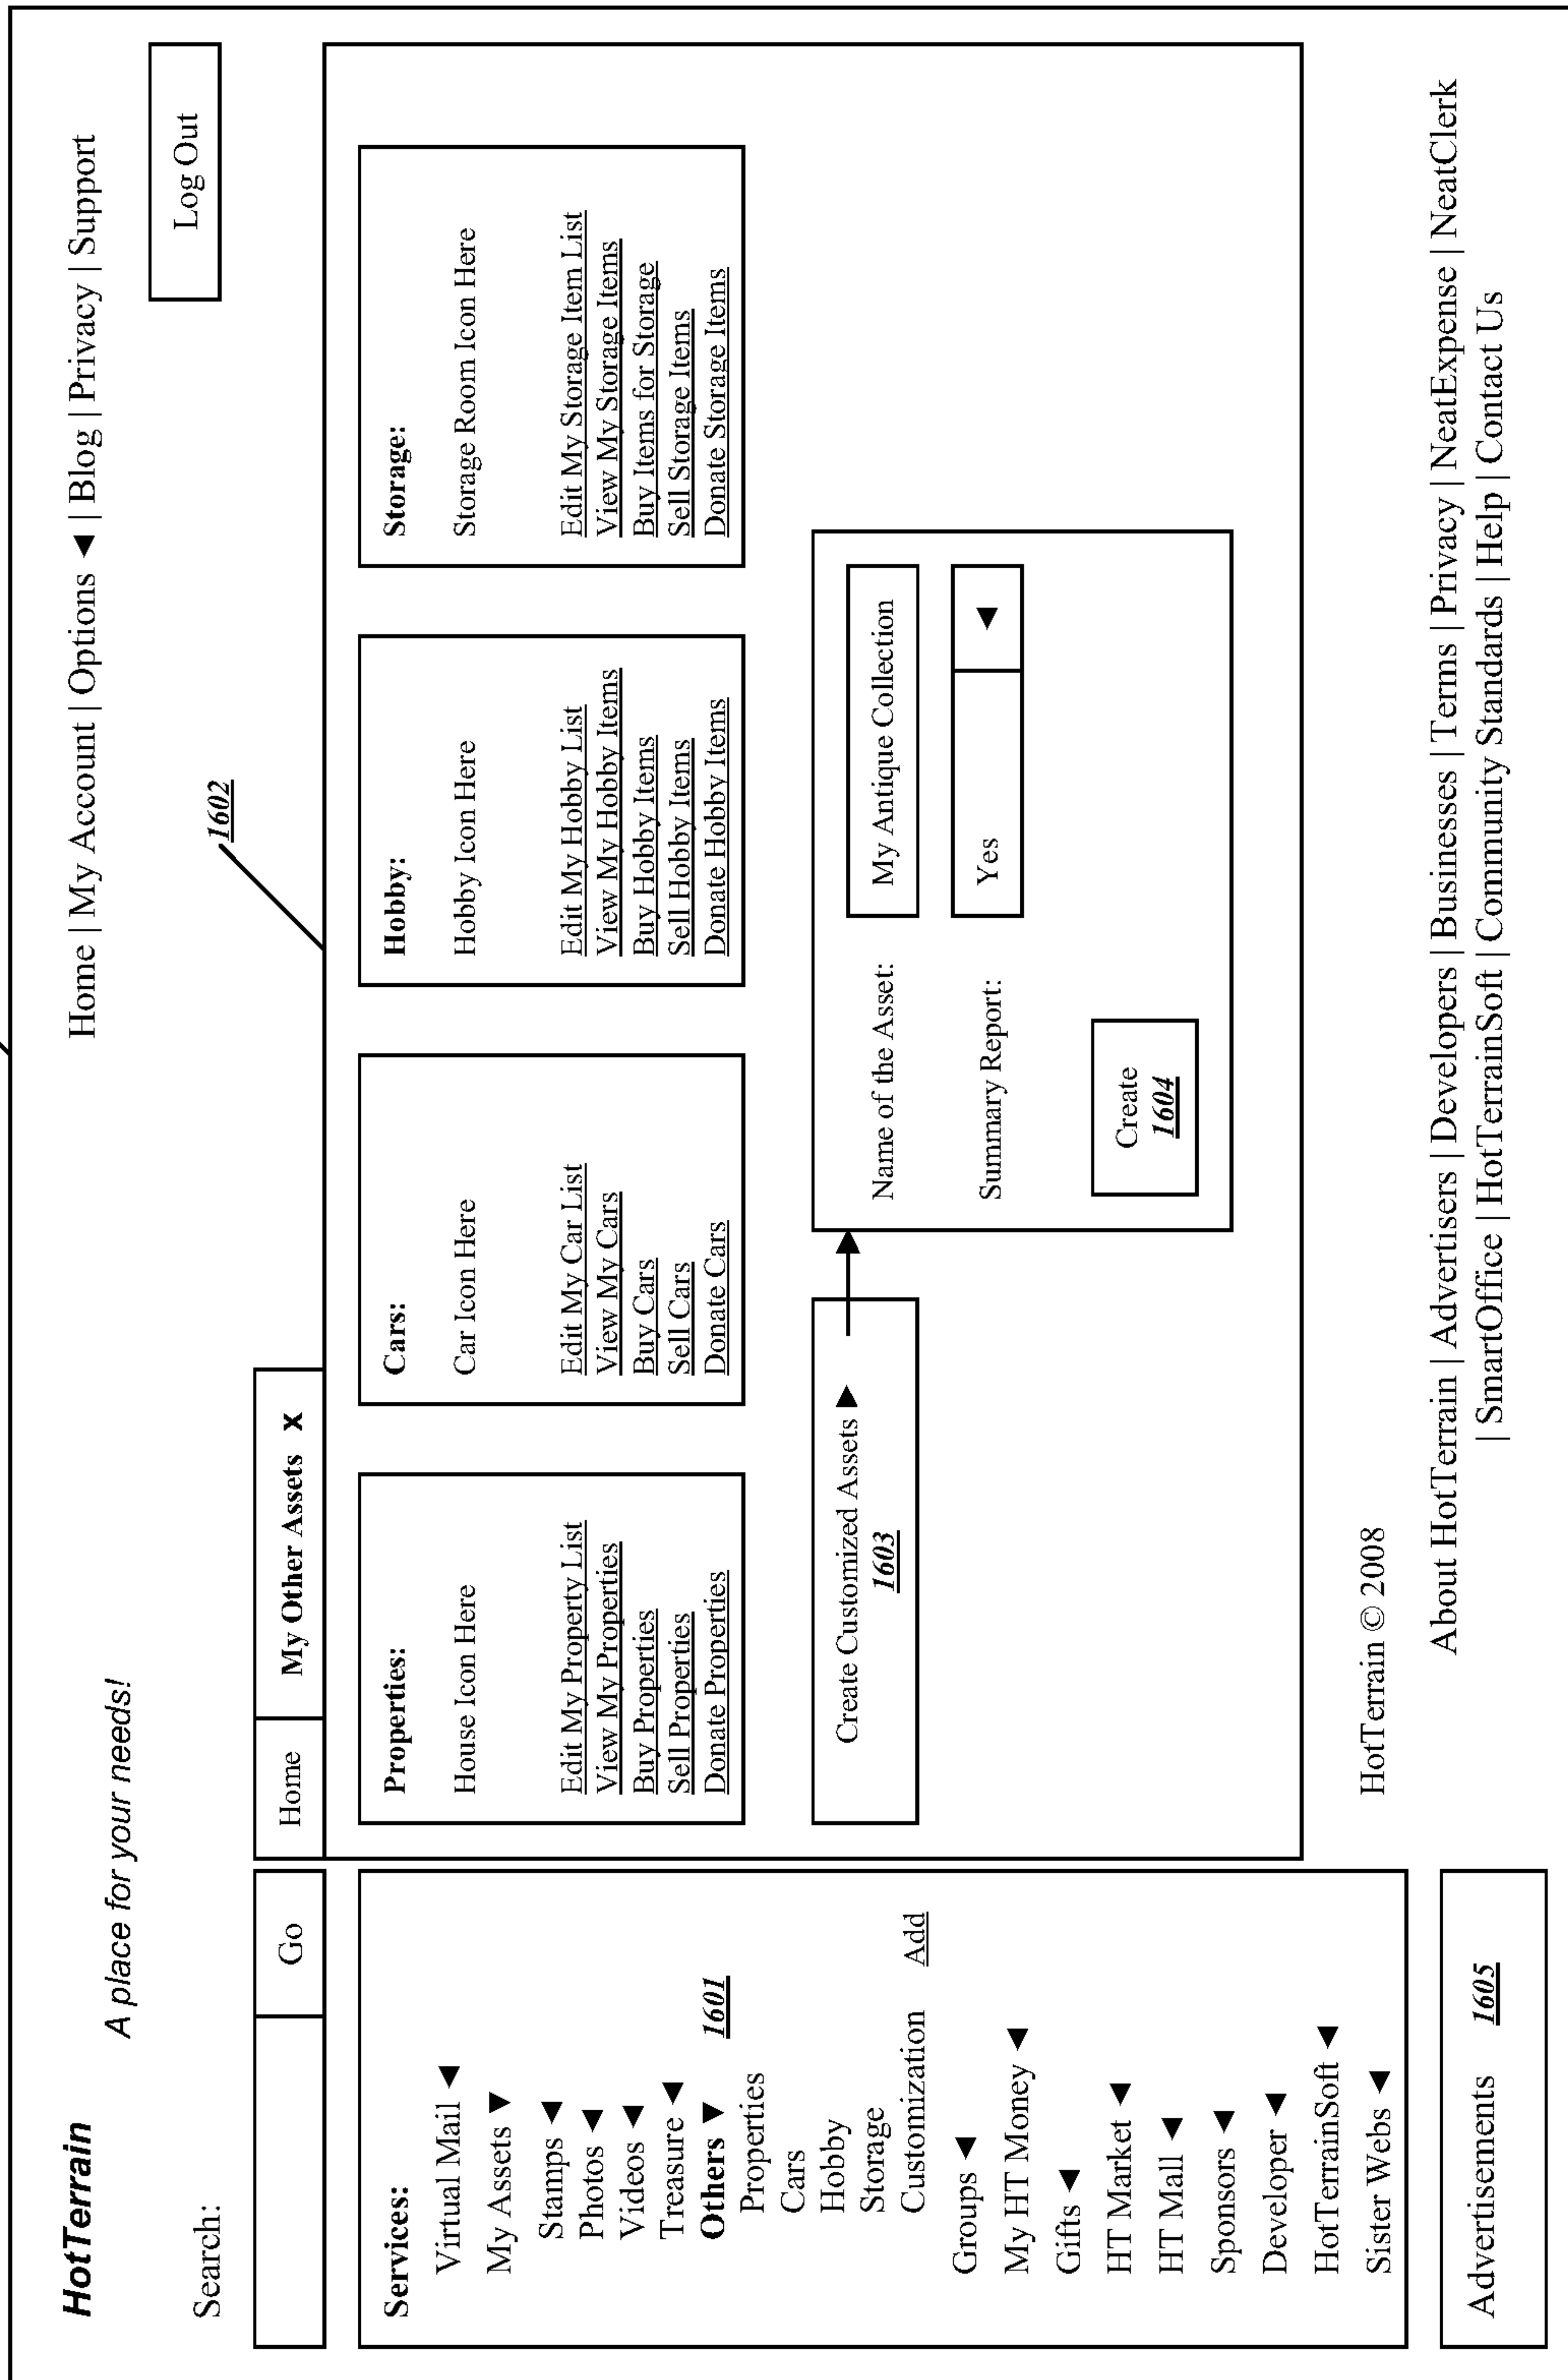 HotTerrain
A place for your needs!
Home | My Account | Options ◄ | Blog | Privacy | Support
Search:
Log Out
Go
Home
My Other Assets x
1602
Services:
Virtual Mail ◄
My Assets ▼
Stamps ◄
Photos ◄
Videos ◄
Treasure ◄
Others ▼ 1601
Properties
Cars
Hobby
Storage
Customization Add
Groups ◄
My HT Money ◄
Gifts ◄
HT Market ◄
HT Mall ◄
Sponsors ◄
Developer ◄
HotTerrainSoft ◄
Sister Webs ◄
Advertisements 1605
Properties:
House Icon Here
Edit My Property List
View My Properties
Buy Properties
Sell Properties
Donate Properties
Cars:
Car Icon Here
Edit My Car List
View My Cars
Buy Cars
Sell Cars
Donate Cars
Hobby:
Hobby Icon Here
Edit My Hobby List
View My Hobby Items
Buy Hobby Items
Sell Hobby Items
Donate Hobby Items
Storage:
Storage Room Icon Here
Edit My Storage Item List
View My Storage Items
Buy Items for Storage
Sell Storage Items
Donate Storage Items
Create Customized Assets ▶
1603
Name of the Asset: My Antique Collection
Summary Report: Yes ◄
Create
1604
HotTerrain © 2008
About HotTerrain | Advertisers | Developers | Businesses | Terms | Privacy | NeatExpense | NeatClerk
| SmartOffice | HotTerrainSoft | Community Standards | Help | Contact Us